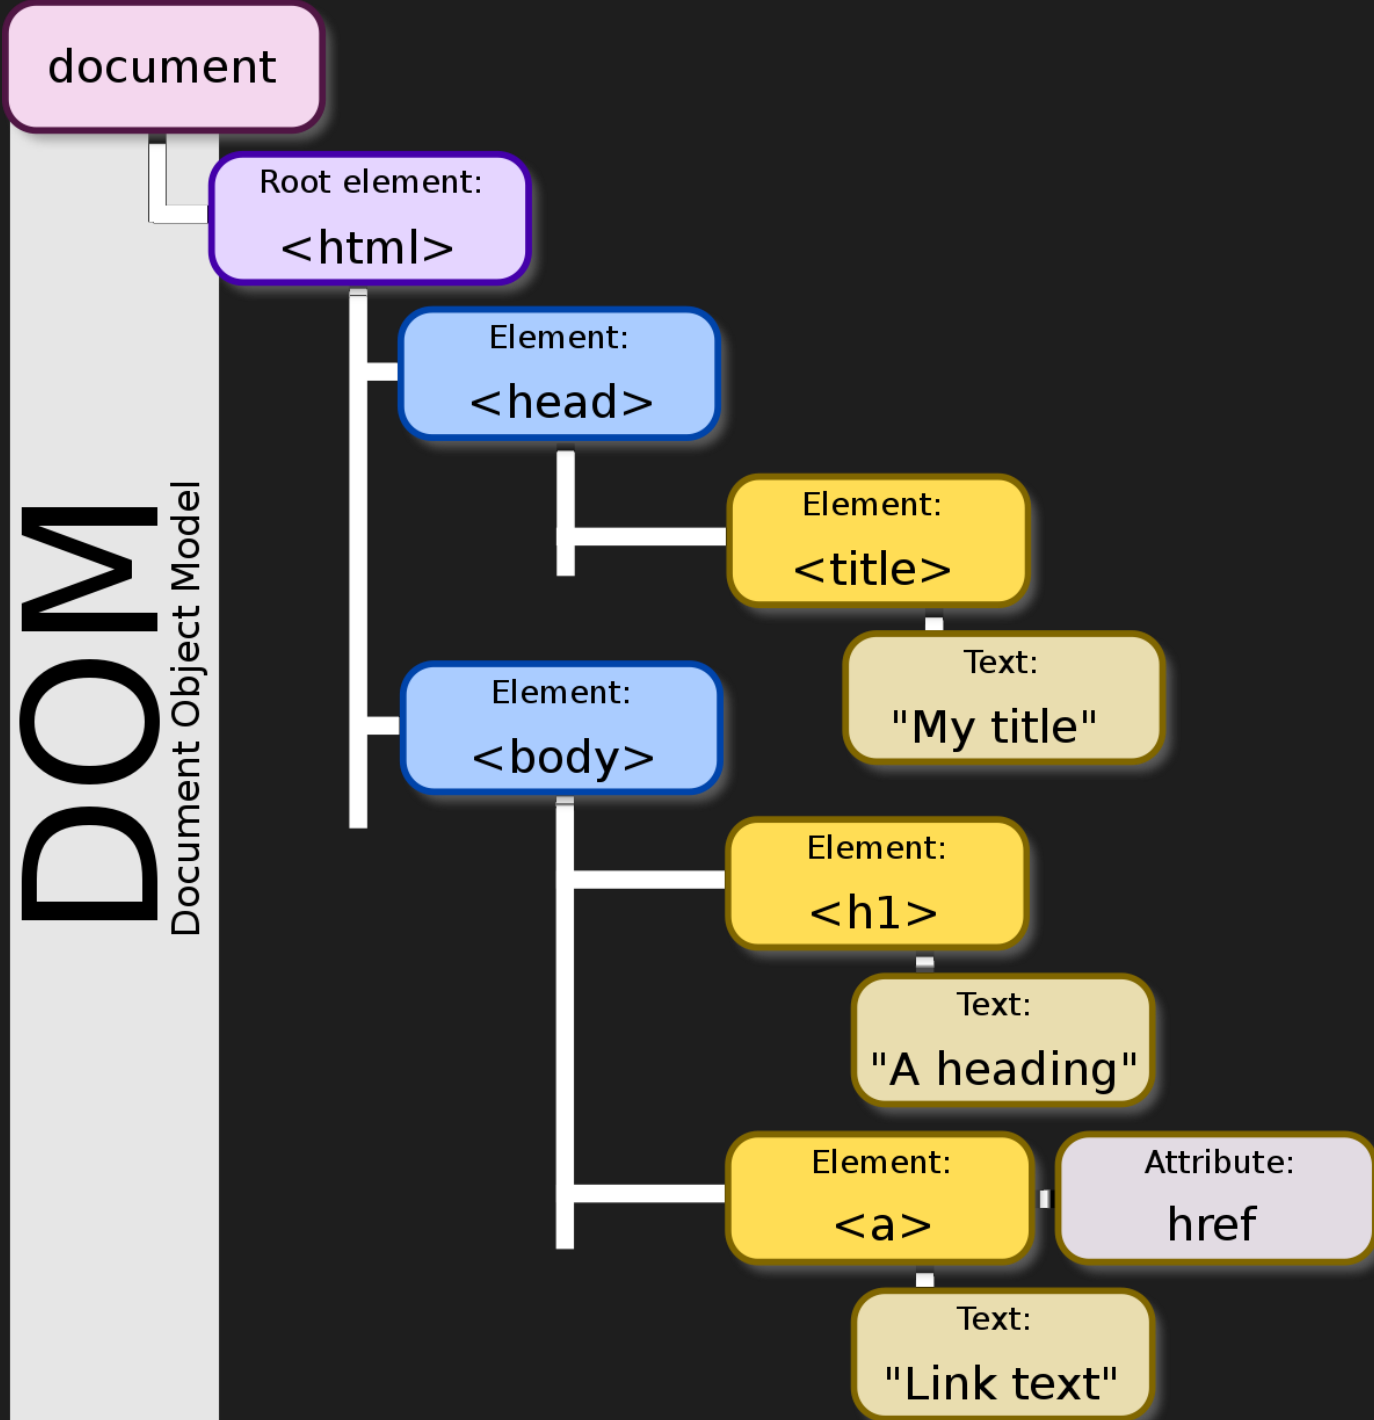 document
Root element:
<html>
Element:
<head>
Element:
<title>
Text:
"My title"
Element:
<body>
Element:
<h1>
Text:
"A heading"
Element:
<a>
Attribute:
href
Text:
"Link text"
DOM
Document Object Model